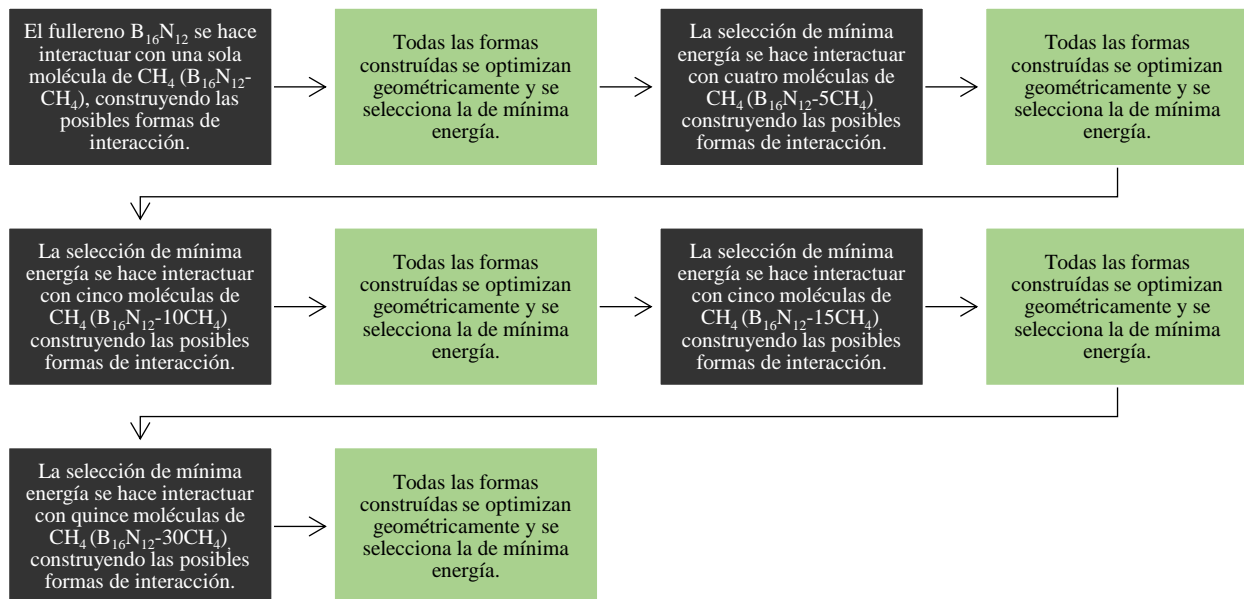 El fullereno B₁₆N₁₂ se hace
interactuar con una sola
molécula de CH₄ (B₁₆N₁₂-
CH₄), construyendo las
posibles formas de
interacción.
Todas las formas
construídas se optimizan
geométricamente y se
selecciona la de mínima
energía.
La selección de mínima
energía se hace interactuar
con cuatro moléculas de
CH₄ (B₁₆N₁₂-5CH₄),
construyendo las posibles
formas de interacción.
Todas las formas
construídas se optimizan
geométricamente y se
selecciona la de mínima
energía.
La selección de mínima
energía se hace interactuar
con cinco moléculas de
CH₄ (B₁₆N₁₂-10CH₄),
construyendo las posibles
formas de interacción.
Todas las formas
construídas se optimizan
geométricamente y se
selecciona la de mínima
energía.
La selección de mínima
energía se hace interactuar
con cinco moléculas de
CH₄ (B₁₆N₁₂-15CH₄),
construyendo las posibles
formas de interacción.
Todas las formas
construídas se optimizan
geométricamente y se
selecciona la de mínima
energía.
La selección de mínima
energía se hace interactuar
con quince moléculas de
CH₄ (B₁₆N₁₂-30CH₄),
construyendo las posibles
formas de interacción.
Todas las formas
construídas se optimizan
geométricamente y se
selecciona la de mínima
energía.